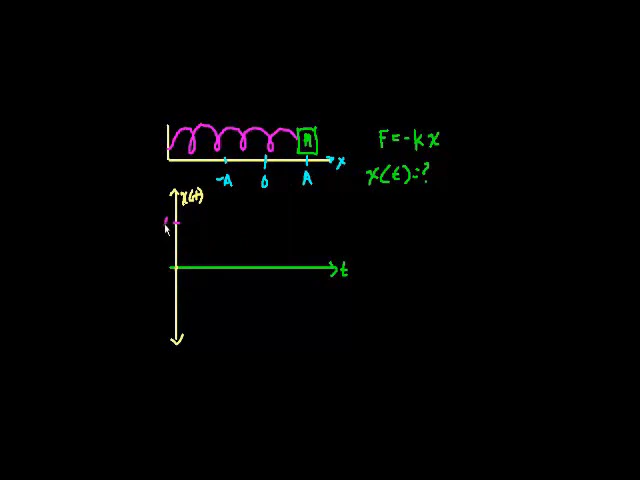 m
F = -kx
x
-A 0 A
x(t)=?
x(t)
t